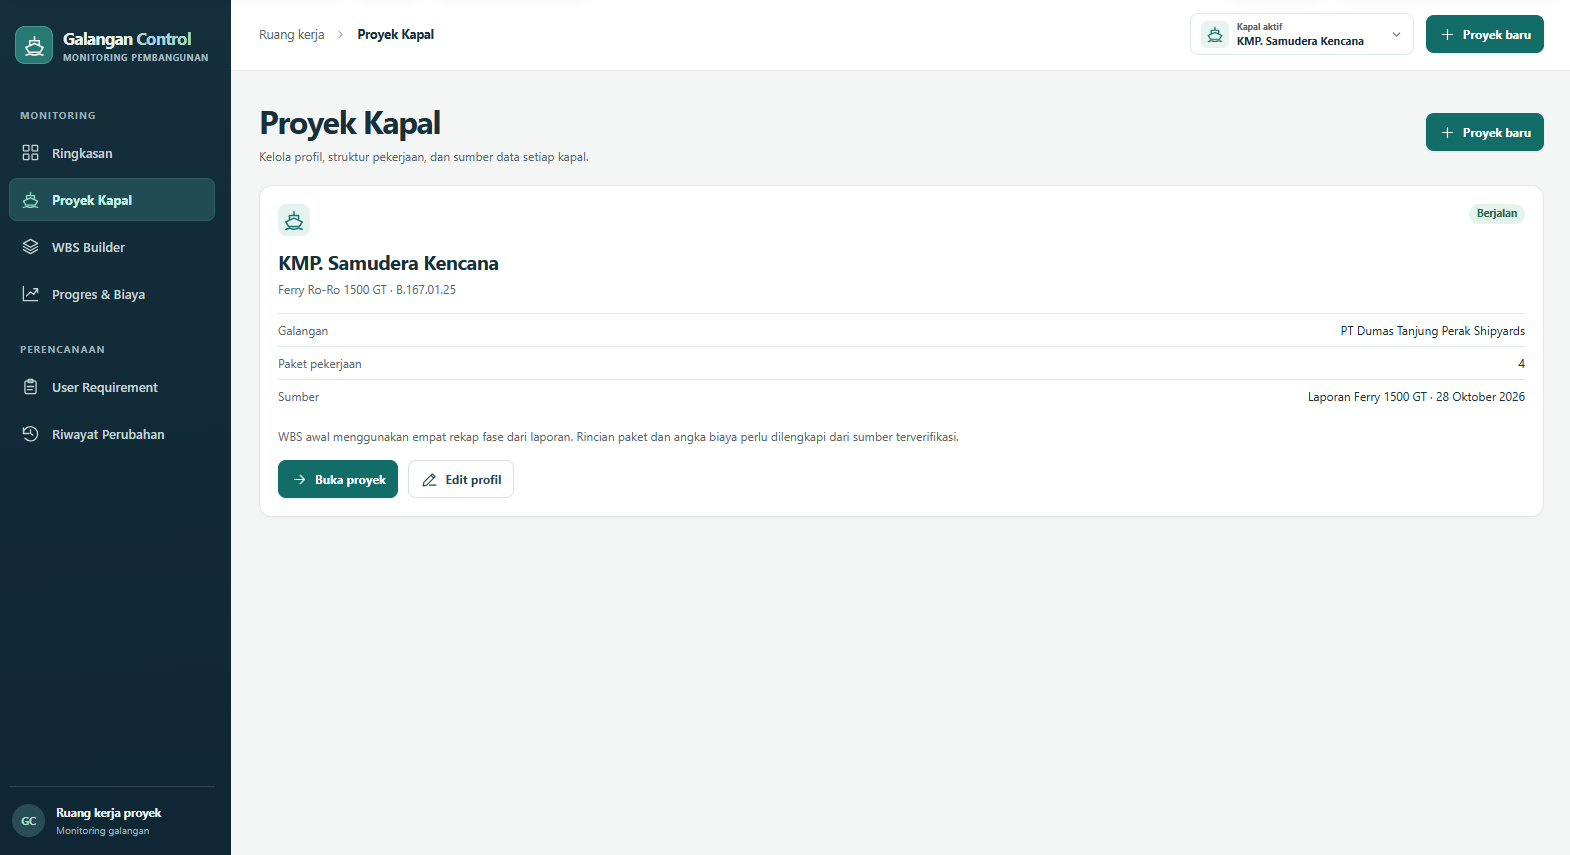 Galangan Control
MONITORING PEMBANGUNAN
MONITORING
Ringkasan
Proyek Kapal
WBS Builder
Progres & Biaya
PERENCANAAN
User Requirement
Riwayat Perubahan
GC
Ruang kerja proyek
Monitoring galangan
Ruang kerja
Proyek Kapal
Kapal aktif
KMP. Samudera Kencana
Proyek baru
Proyek Kapal
Kelola profil, struktur pekerjaan, dan sumber data setiap kapal.
Proyek baru
Berjalan
KMP. Samudera Kencana
Ferry Ro-Ro 1500 GT · B.167.01.25
Galangan PT Dumas Tanjung Perak Shipyards
Paket pekerjaan 4
Sumber Laporan Ferry 1500 GT · 28 Oktober 2026
WBS awal menggunakan empat rekap fase dari laporan. Rincian paket dan angka biaya perlu dilengkapi dari sumber terverifikasi.
Buka proyek
Edit profil